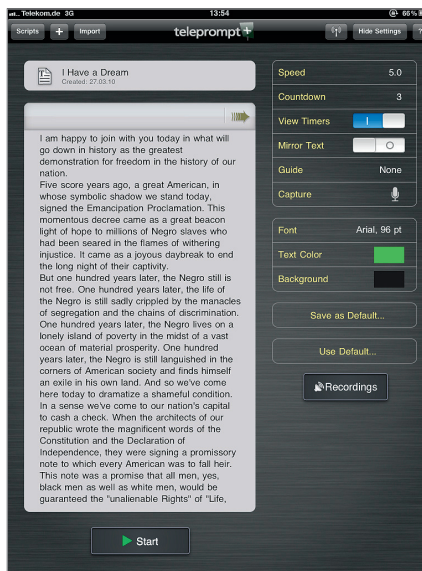 Telekom.de 3G 13:54 66%
Scripts + Import teleprompt+ Hide Settings ?
I Have a Dream
Created: 27.03.10
I am happy to join with you today in what will
go down in history as the greatest
demonstration for freedom in the history of our
nation.
Five score years ago, a great American, in
whose symbolic shadow we stand today,
signed the Emancipation Proclamation. This
momentous decree came as a great beacon
light of hope to millions of Negro slaves who
had been seared in the flames of withering
injustice. It came as a joyous daybreak to end
the long night of their captivity.
But one hundred years later, the Negro still is
not free. One hundred years later, the life of
the Negro is still sadly crippled by the manacles
of segregation and the chains of discrimination.
One hundred years later, the Negro lives on a
lonely island of poverty in the midst of a vast
ocean of material prosperity. One hundred
years later, the Negro is still languished in the
corners of American society and finds himself
an exile in his own land. And so we've come
here today to dramatize a shameful condition.
In a sense we've come to our nation's capital
to cash a check. When the architects of our
republic wrote the magnificent words of the
Constitution and the Declaration of
Independence, they were signing a promissory
note to which every American was to fall heir.
This note was a promise that all men, yes,
black men as well as white men, would be
guaranteed the "unalienable Rights" of "Life,
Start
Speed 5.0
Countdown 3
View Timers I
Mirror Text O
Guide None
Capture
Font Arial, 96 pt
Text Color
Background
Save as Default...
Use Default...
Recordings